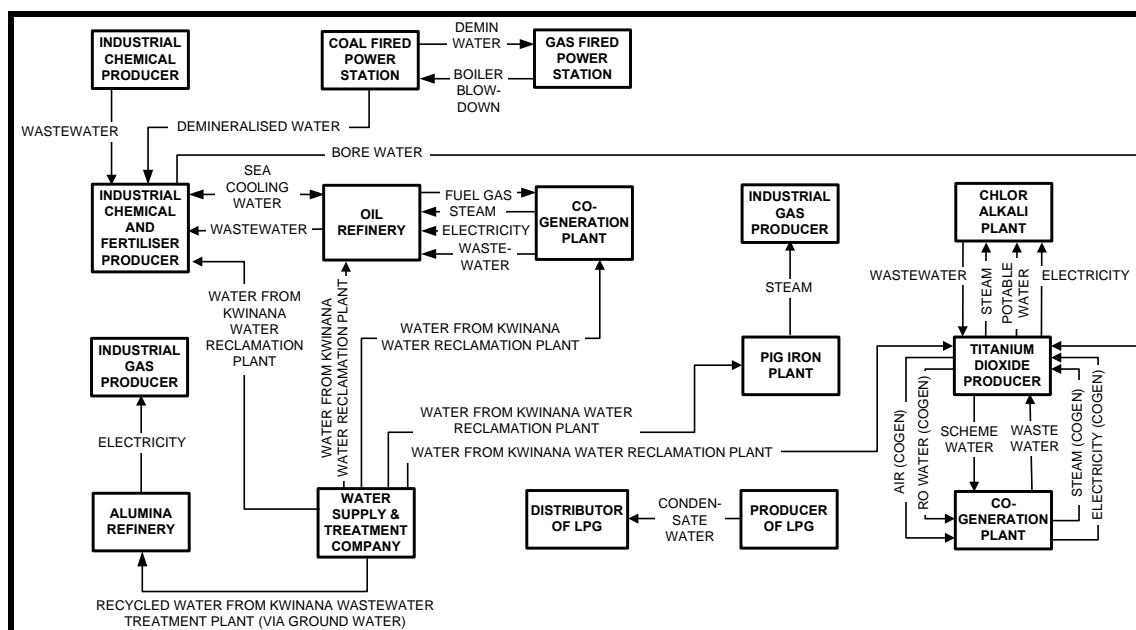 INDUSTRIAL
CHEMICAL
PRODUCER
COAL FIRED
POWER
STATION
DEMIN
WATER
GAS FIRED
POWER
STATION
BOILER
BLOW-
DOWN
WASTEWATER
DEMINERALISED WATER
BORE WATER
INDUSTRIAL
CHEMICAL
AND
FERTILISER
PRODUCER
SEA
COOLING
WATER
WASTEWATER
OIL
REFINERY
FUEL GAS
STEAM
ELECTRICITY
WASTE-
WATER
CO-
GENERATION
PLANT
INDUSTRIAL
GAS
PRODUCER
STEAM
CHLOR
ALKALI
PLANT
WASTEWATER
STEAM
POTABLE
WATER
ELECTRICITY
WATER FROM
KWINANA
WATER
RECLAMATION
PLANT
WATER FROM KWINANA
WATER RECLAMATION PLANT
WATER FROM KWINANA
WATER RECLAMATION PLANT
INDUSTRIAL
GAS
PRODUCER
PIG IRON
PLANT
TITANIUM
DIOXIDE
PRODUCER
ELECTRICITY
WATER FROM KWINANA WATER
RECLAMATION PLANT
WATER FROM KWINANA WATER RECLAMATION PLANT
AIR (COGEN)
RO WATER (COGEN)
SCHEME
WATER
WASTE
WATER
STEAM (COGEN)
ELECTRICITY (COGEN)
ALUMINA
REFINERY
WATER
SUPPLY &
TREATMENT
COMPANY
DISTRIBUTOR
OF LPG
CONDEN-
SATE
WATER
PRODUCER
OF LPG
CO-
GENERATION
PLANT
RECYCLED WATER FROM KWINANA WASTEWATER
TREATMENT PLANT (VIA GROUND WATER)